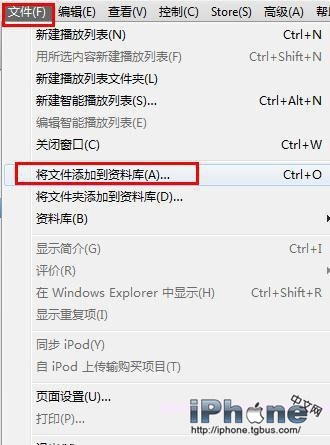 文件(F) 编辑(E) 查看(V) 控制(C) Store(S) 高级(A)
新建播放列表(N) Ctrl+N
用所选内容新建播放列表 Ctrl+Shift+N
新建播放列表文件夹(L)
新建智能播放列表(S)... Ctrl+Alt+N
编辑智能播放列表
关闭窗口(C) Ctrl+W
将文件添加到资料库(A)... Ctrl+O
将文件夹添加到资料库(D)...
资料库(B)
显示简介(G) Ctrl+I
评价(R)
在 Windows Explorer 中显示(H) Ctrl+Shift+R
显示重复项(I)
同步 iPod(Y)
自 iPod 上传输购买项目(T)
页面设置(U)...
打印(P)...
iPhone 中文网
http://iphone.tgbus.com